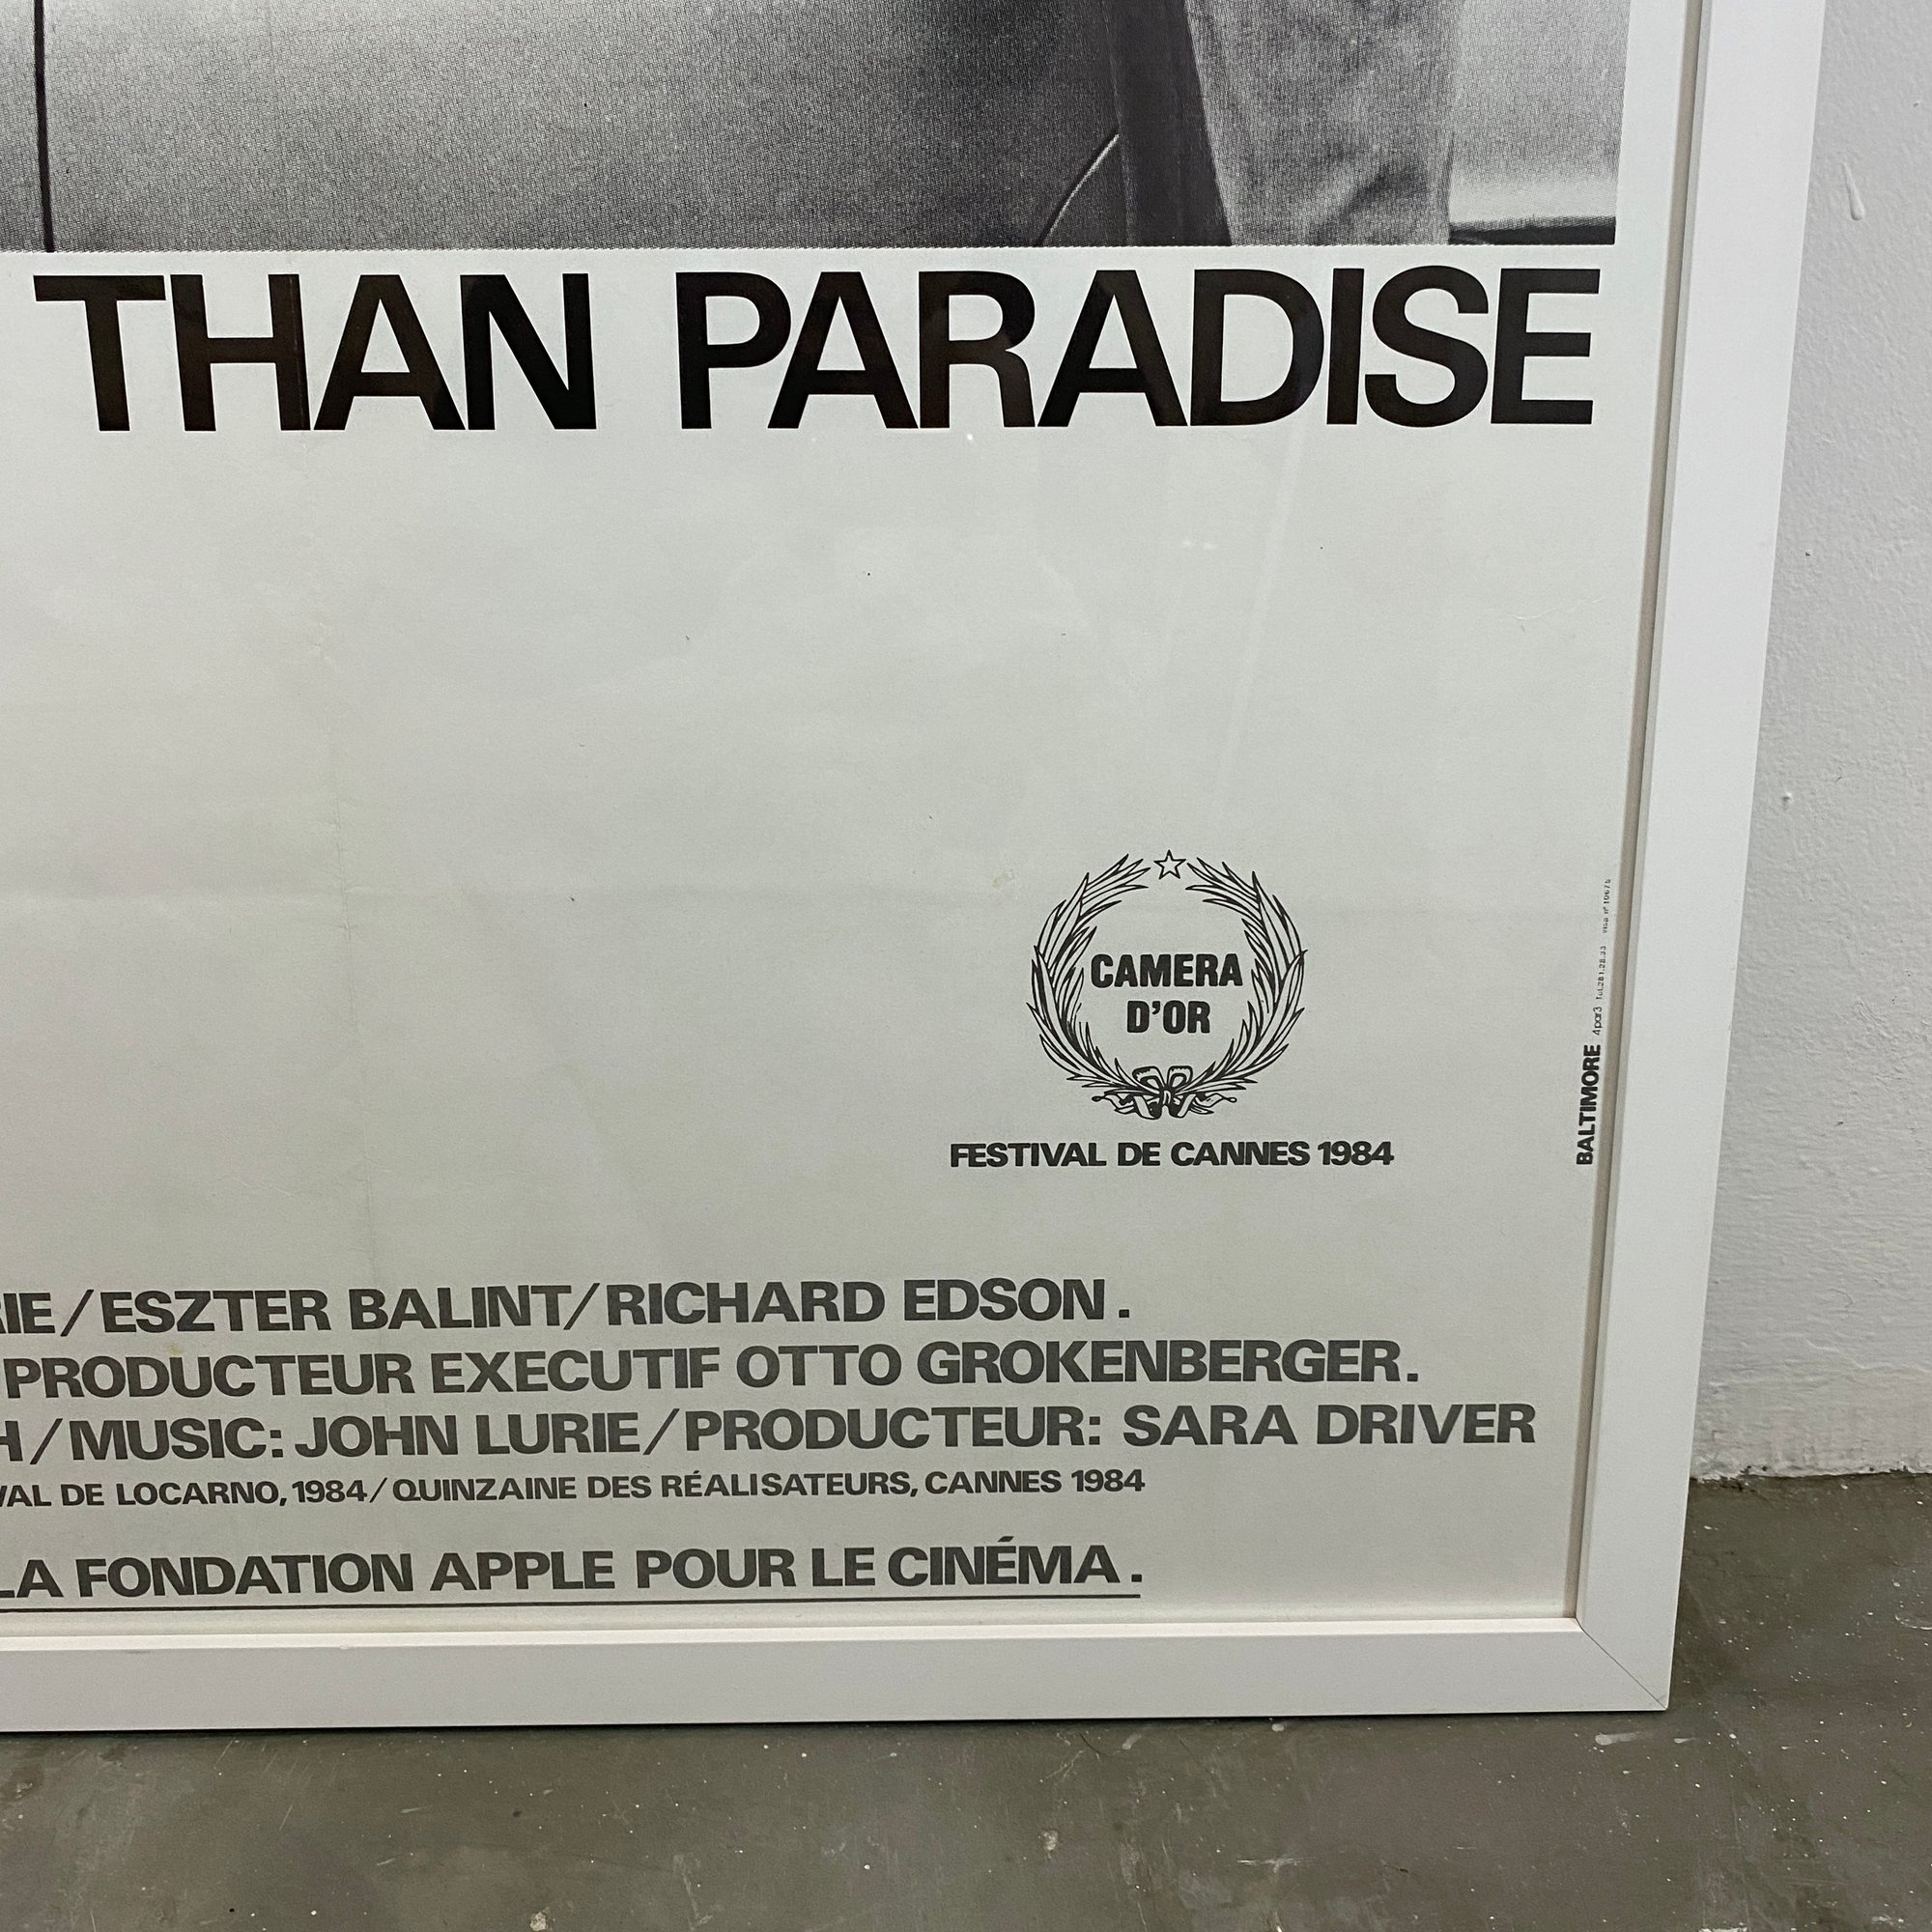 THAN PARADISE
CAMERA
D'OR
FESTIVAL DE CANNES 1984
BALTIMORE 4par3
IE/ESZTER BALINT/RICHARD EDSON.
PRODUCTEUR EXECUTIF OTTO GROKENBERGER.
H/MUSIC: JOHN LURIE/PRODUCTEUR: SARA DRIVER
VAL DE LOCARNO, 1984/QUINZAINE DES RÉALISATEURS, CANNES 1984
LA FONDATION APPLE POUR LE CINÉMA.